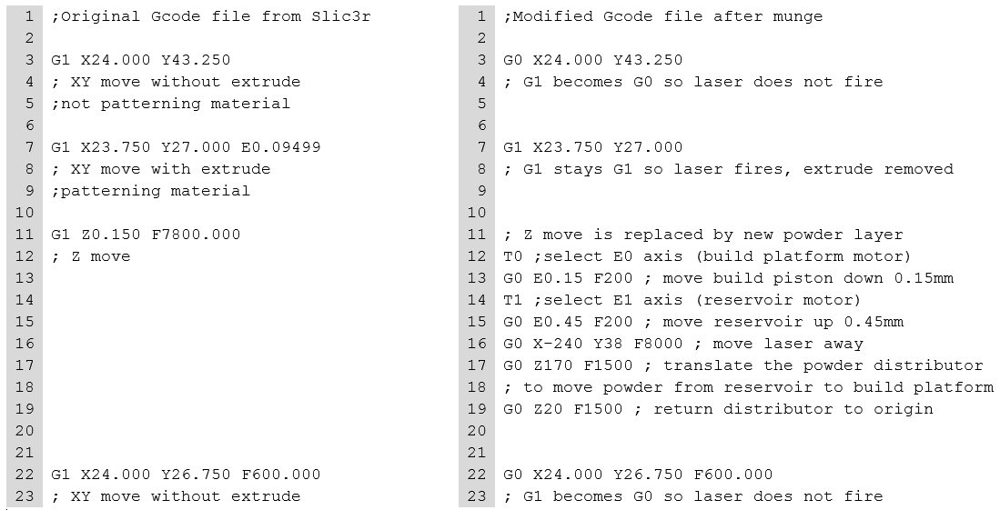 1 ;Original Gcode file from Slic3r
2
3 G1 X24.000 Y43.250
4 ; XY move without extrude
5 ;not patterning material
6
7 G1 X23.750 Y27.000 E0.09499
8 ; XY move with extrude
9 ;patterning material
10
11 G1 Z0.150 F7800.000
12 ; Z move
13
14
15
16
17
18
19
20
21
22 G1 X24.000 Y26.750 F600.000
23 ; XY move without extrude
1 ;Modified Gcode file after munge
2
3 G0 X24.000 Y43.250
4 ; G1 becomes G0 so laser does not fire
5
6
7 G1 X23.750 Y27.000
8 ; G1 stays G1 so laser fires, extrude removed
9
10
11 ; Z move is replaced by new powder layer
12 T0 ;select E0 axis (build platform motor)
13 G0 E0.15 F200 ; move build piston down 0.15mm
14 T1 ;select E1 axis (reservoir motor)
15 G0 E0.45 F200 ; move reservoir up 0.45mm
16 G0 X-240 Y38 F8000 ; move laser away
17 G0 Z170 F1500 ; translate the powder distributor
18 ; to move powder from reservoir to build platform
19 G0 Z20 F1500 ; return distributor to origin
20
21
22 G0 X24.000 Y26.750 F600.000
23 ; G1 becomes G0 so laser does not fire